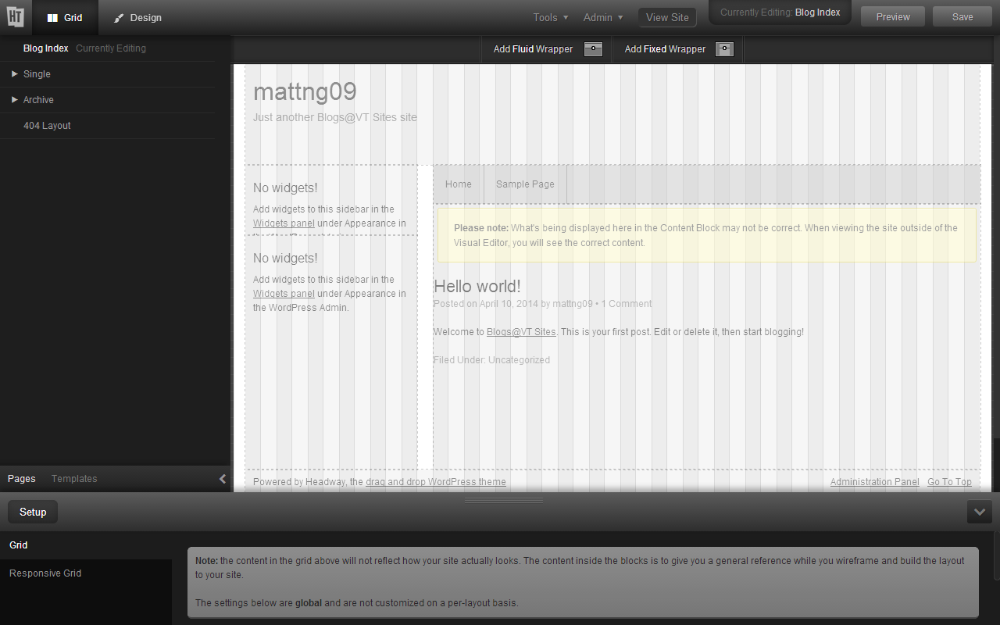 HT Grid Design Tools Admin View Site Currently Editing: Blog Index Preview Save
Blog Index Currently Editing
Add Fluid Wrapper Add Fixed Wrapper
Single
Archive
404 Layout
mattng09
Just another Blogs@VT Sites site
No widgets!
Add widgets to this sidebar in the
Widgets panel under Appearance in
No widgets!
Add widgets to this sidebar in the
Widgets panel under Appearance in
the WordPress Admin.
Home Sample Page
Please note: What's being displayed here in the Content Block may not be correct. When viewing the site outside of the
Visual Editor, you will see the correct content.
Hello world!
Posted on April 10, 2014 by mattng09 • 1 Comment
Welcome to Blogs@VT Sites. This is your first post. Edit or delete it, then start blogging!
Filed Under: Uncategorized
Powered by Headway, the drag and drop WordPress theme Administration Panel Go To Top
Pages Templates
Setup
Grid
Responsive Grid
Note: the content in the grid above will not reflect how your site actually looks. The content inside the blocks is to give you a general reference while you wireframe and build the layout
to your site.
The settings below are global and are not customized on a per-layout basis.